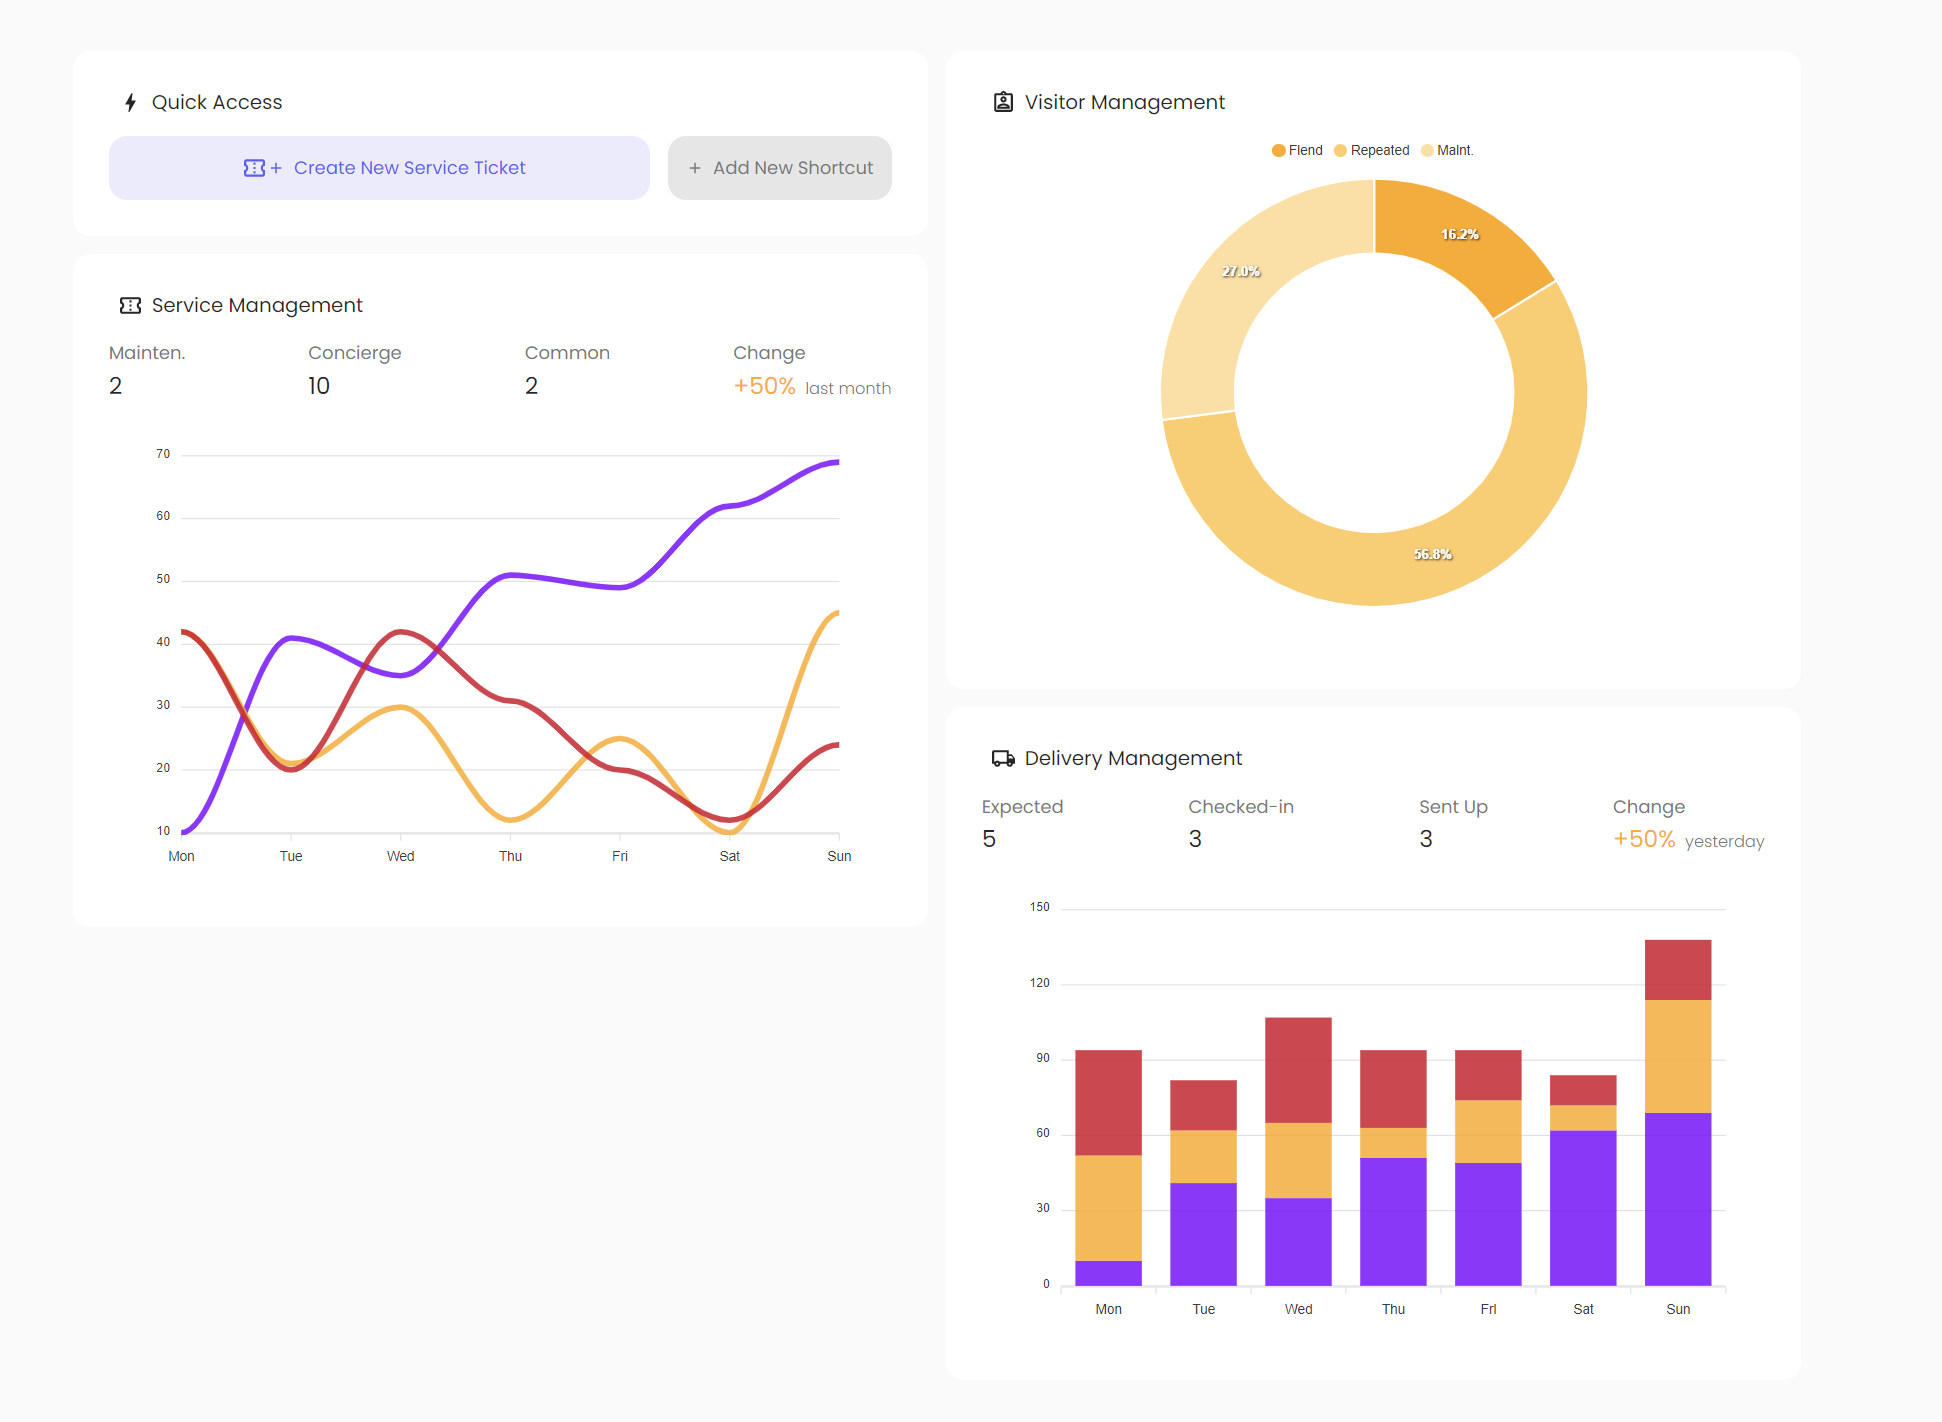 Quick Access
Create New Service Ticket
Add New Shortcut
Service Management
Mainten. Concierge Common Change
2 10 2 +50% last month
70
60
50
40
30
20
10
Mon Tue Wed Thu Fri Sat Sun
Visitor Management
Flend Repeated Maint.
16.2%
27.0%
56.8%
Delivery Management
Expected Checked-in Sent Up Change
5 3 3 +50% yesterday
150
120
90
60
30
0
Mon Tue Wed Thu Fri Sat Sun